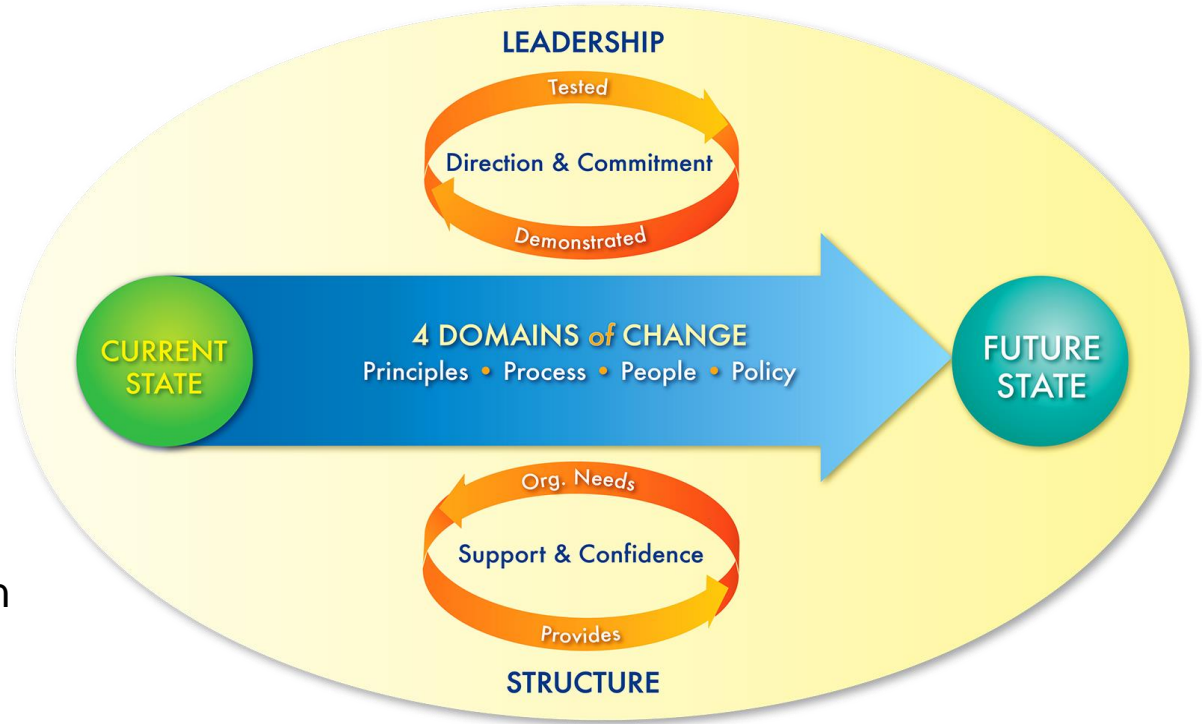 LEADERSHIP
Tested
Direction & Commitment
Demonstrated
CURRENT
STATE
4 DOMAINS of CHANGE
Principles • Process • People • Policy
FUTURE
STATE
Org. Needs
Support & Confidence
n
Provides
STRUCTURE